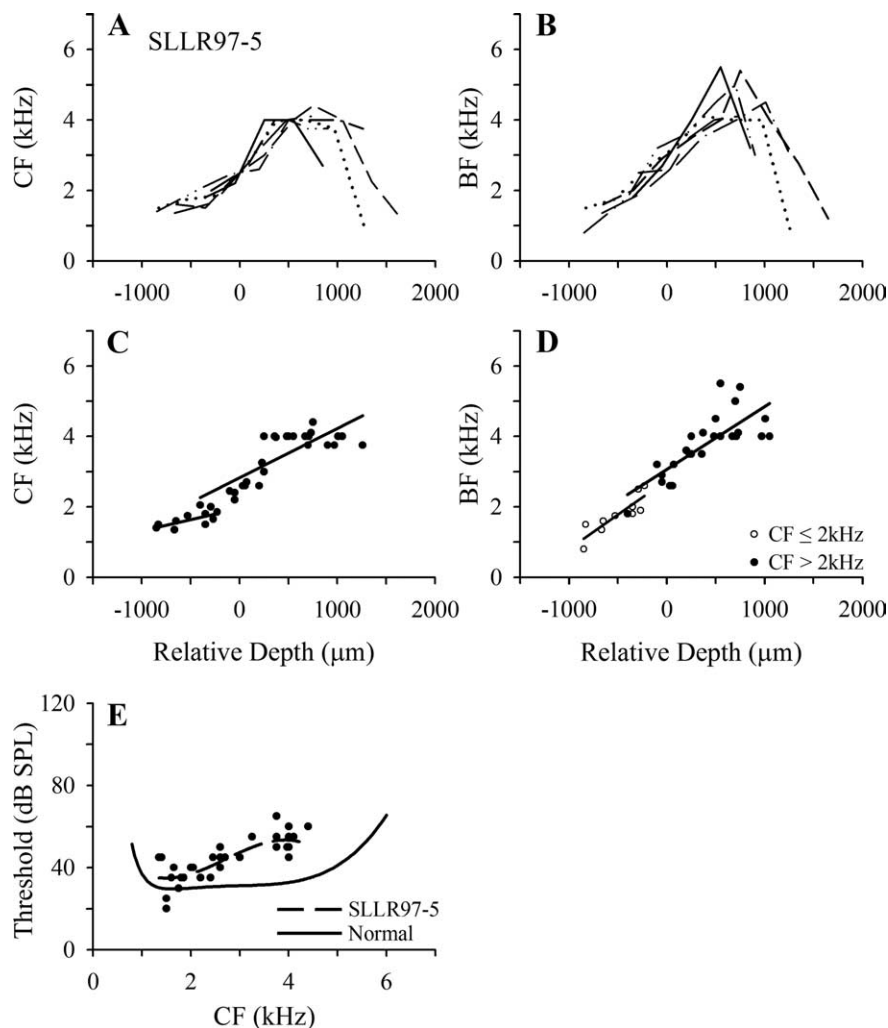 A SLLR97-5
B
CF (kHz)
6
4
2
0
-1000 0 1000 2000
BF (kHz)
6
4
2
0
-1000 0 1000 2000
C
D
CF (kHz)
6
4
2
0
-1000 0 1000 2000
Relative Depth (μm)
BF (kHz)
6
4
2
0
-1000 0 1000 2000
Relative Depth (μm)
CF ≤ 2kHz
CF > 2kHz
E
Threshold (dB SPL)
120
80
40
0
0 2 4 6
CF (kHz)
SLLR97-5
Normal